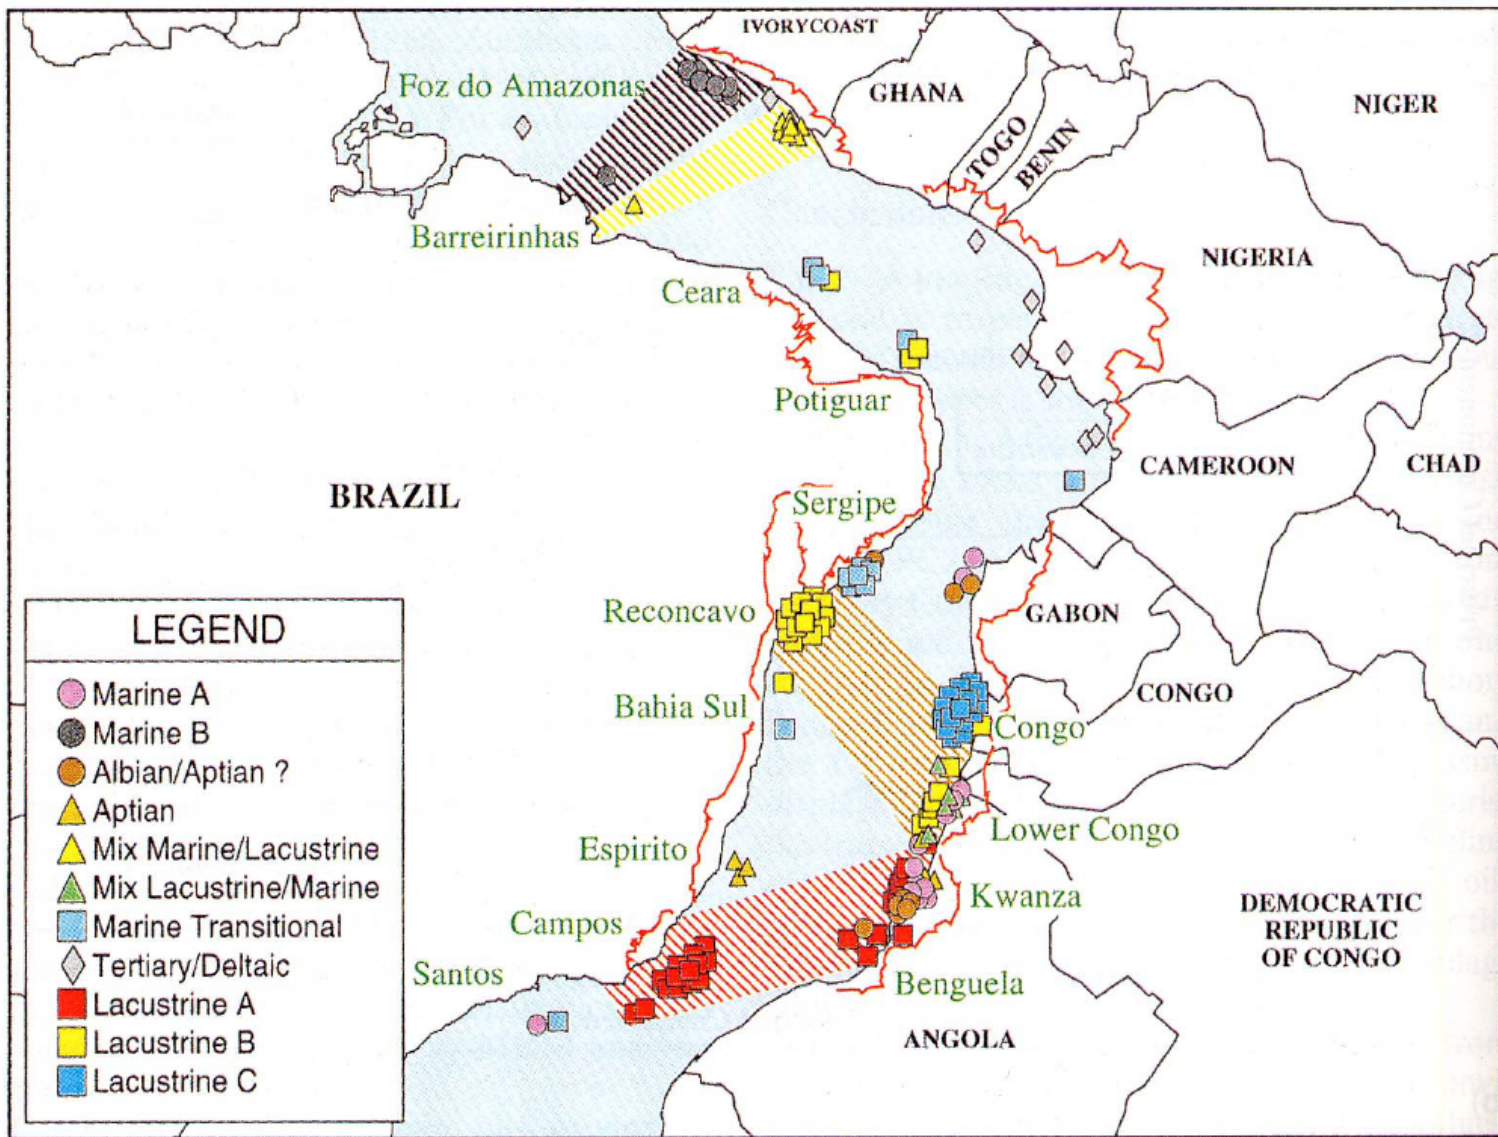 IVORYCOAST
Foz do Amazonas
GHANA
NIGER
TOGO
BENIN
Barreirinhas
NIGERIA
Ceara
Potiguar
CAMEROON
CHAD
BRAZIL
Sergipe
Reconcavo
GABON
Bahia Sul
Congo
CONGO
Lower Congo
Espirito
Kwanza
Campos
DEMOCRATIC
REPUBLIC
OF CONGO
Santos
Benguela
ANGOLA
LEGEND
Marine A
Marine B
Albian/Aptian ?
Aptian
Mix Marine/Lacustrine
Mix Lacustrine/Marine
Marine Transitional
Tertiary/Deltaic
Lacustrine A
Lacustrine B
Lacustrine C